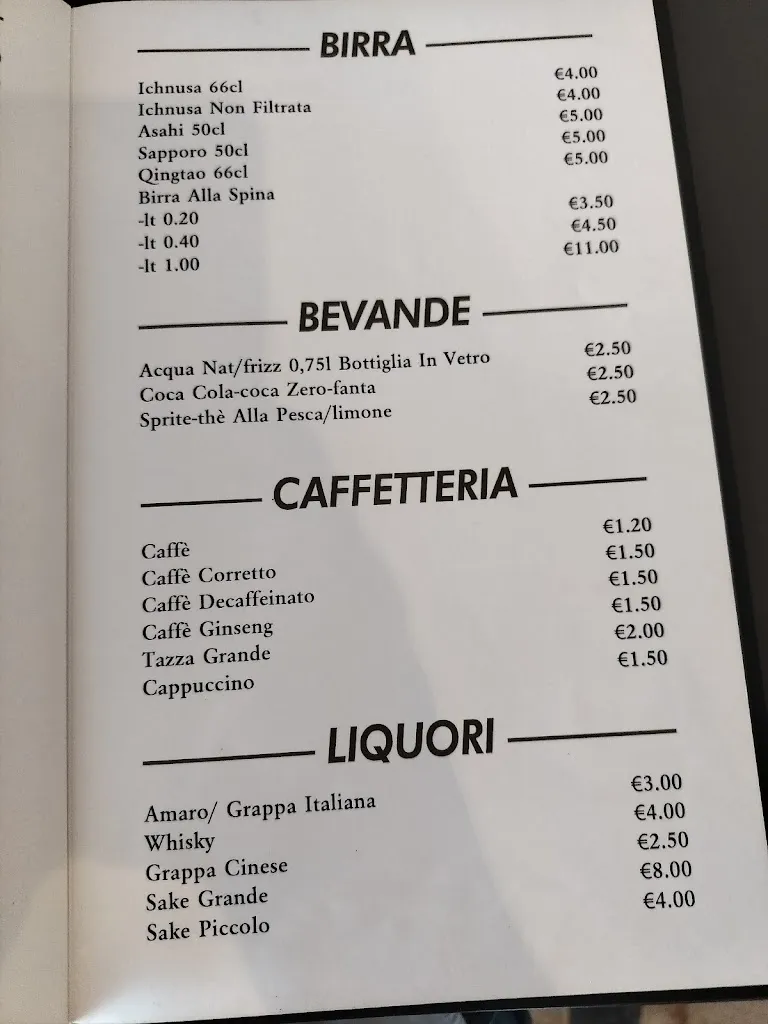 BIRRA
Ichnusa 66cl €4.00
Ichnusa Non Filtrata €4.00
Asahi 50cl €5.00
Sapporo 50cl €5.00
Qingtao 66cl €5.00
Birra Alla Spina
-lt 0.20 €3.50
-lt 0.40 €4.50
-lt 1.00 €11.00
BEVANDE
Acqua Nat/frizz 0,75l Bottiglia In Vetro €2.50
Coca Cola-coca Zero-fanta €2.50
Sprite-thè Alla Pesca/limone €2.50
CAFFETTERIA
Caffè €1.20
Caffè Corretto €1.50
Caffè Decaffeinato €1.50
Caffè Ginseng €1.50
Tazza Grande €2.00
Cappuccino €1.50
LIQUORI
Amaro/ Grappa Italiana €3.00
Whisky €4.00
Grappa Cinese €2.50
Sake Grande €8.00
Sake Piccolo €4.00